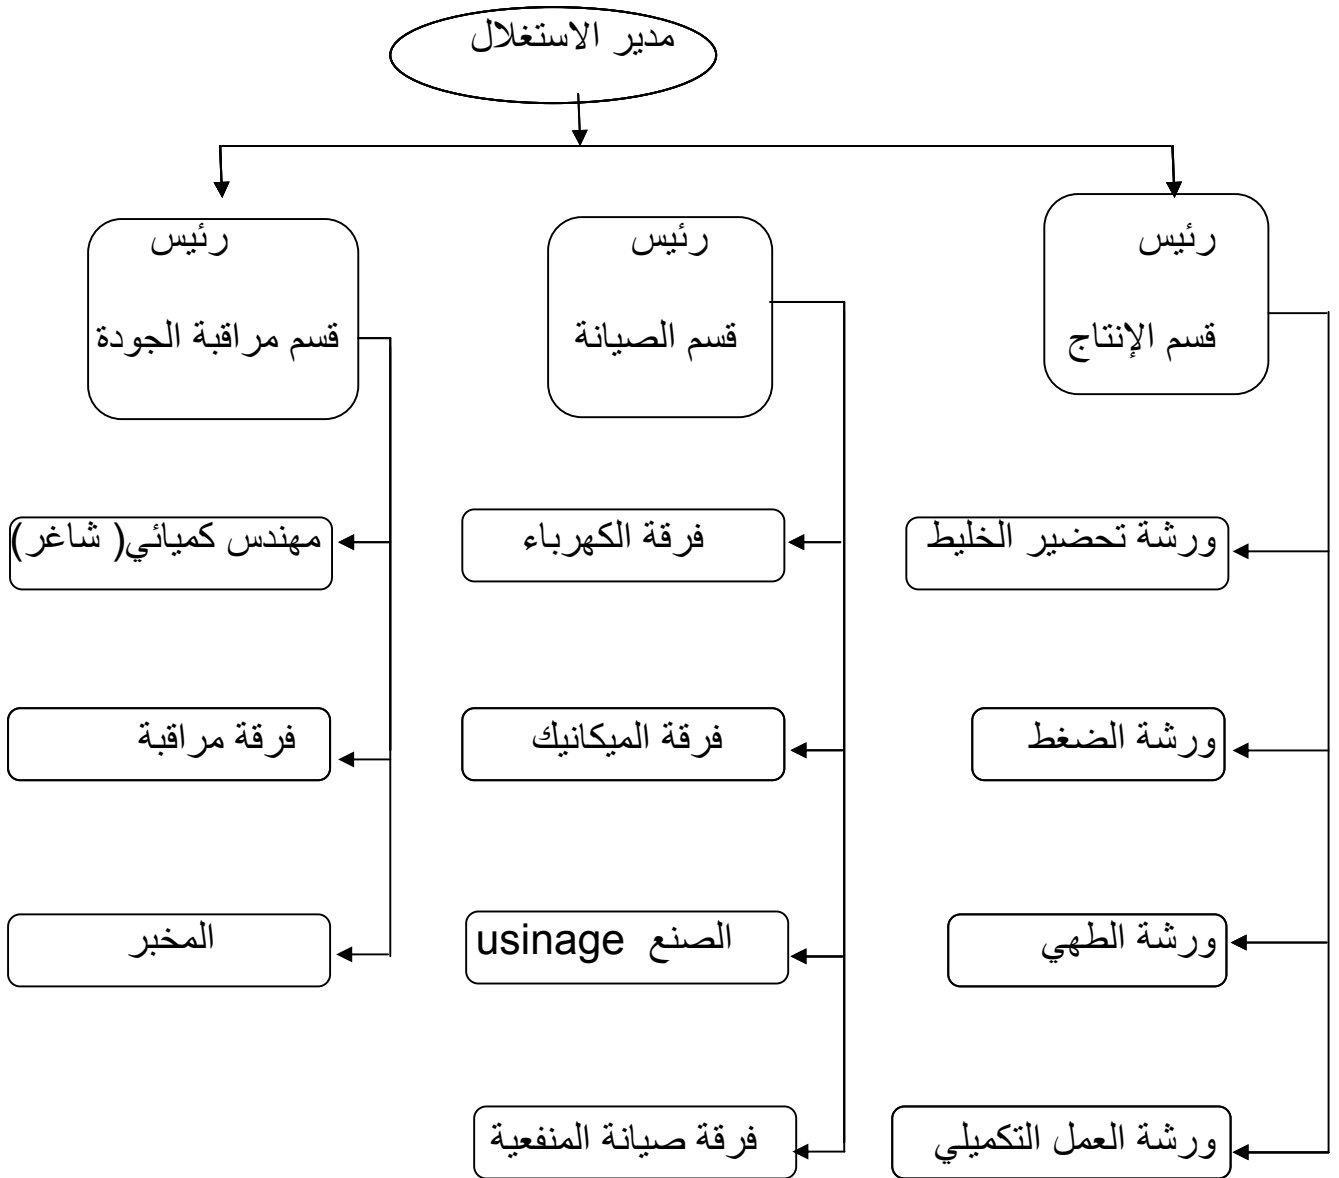 مدير الاستغلال
رئيس
قسم الإنتاج
رئيس
قسم الصيانة
رئيس
قسم مراقبة الجودة
ورشة تحضير الخليط
فرقة الكهرباء
مهندس كميائي( شاغر)
ورشة الضغط
فرقة الميكانيك
فرقة مراقبة
ورشة الطهي
الصنع usinage
المخبر
ورشة العمل التكميلي
فرقة صيانة المنفعية